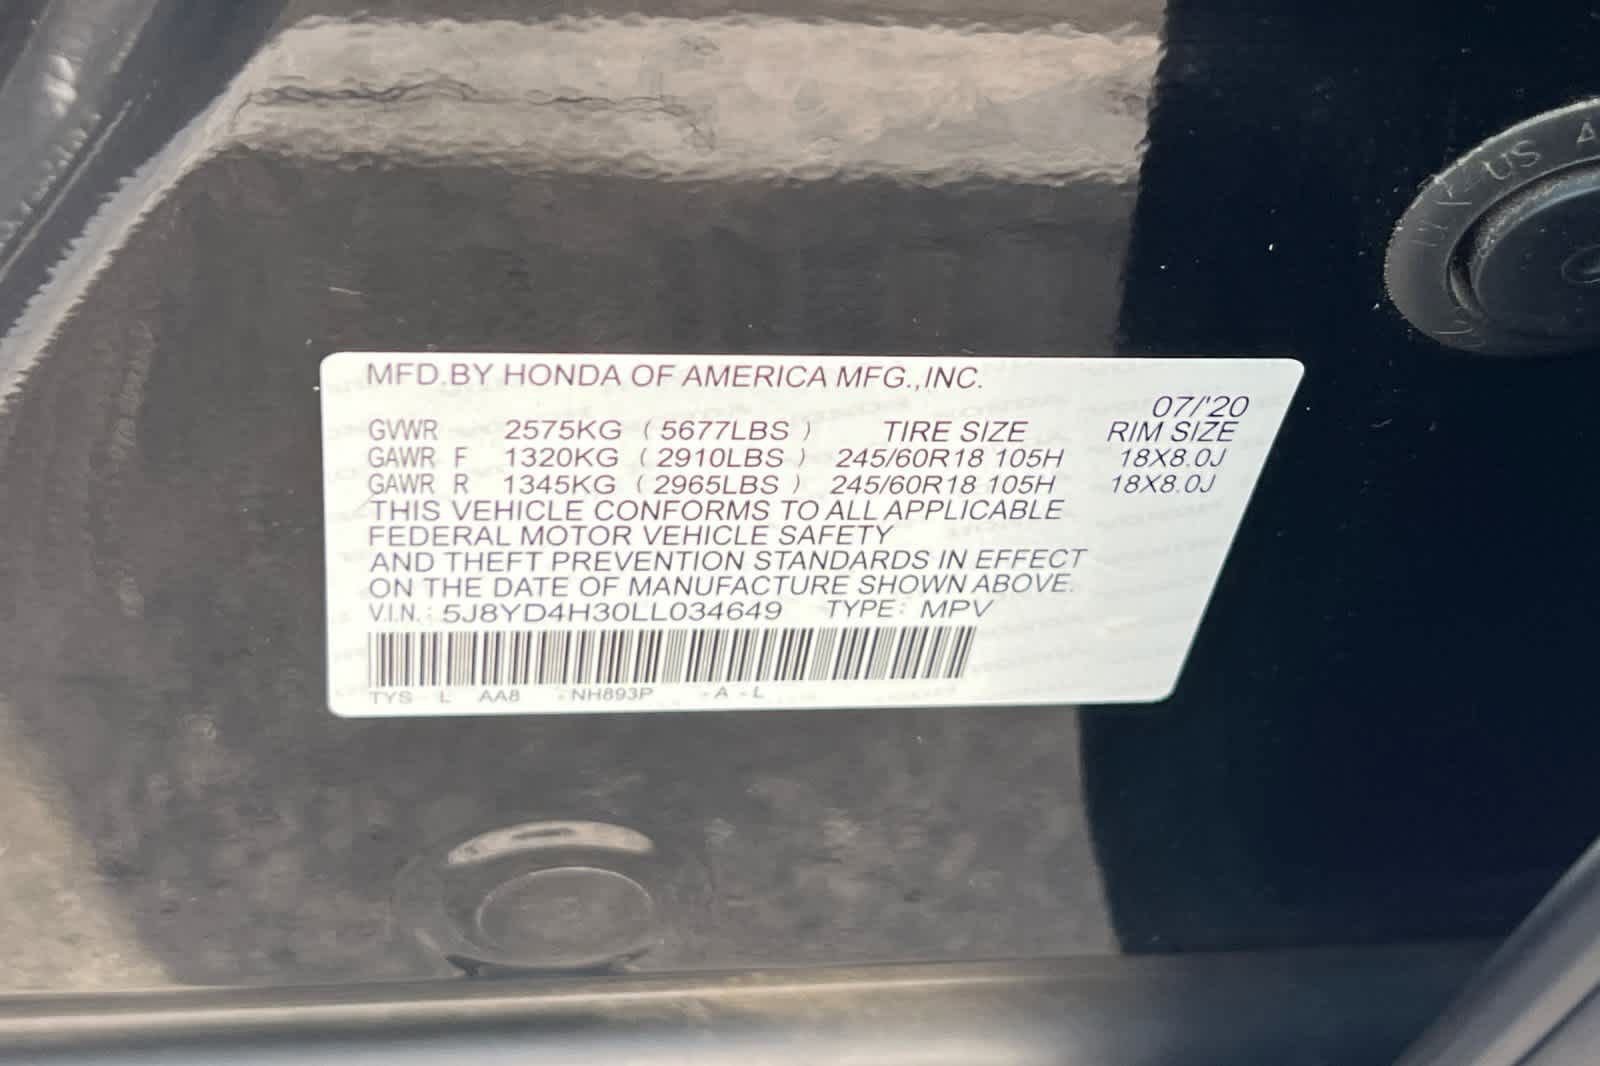 MFD.BY HONDA OF AMERICA MFG.,INC.
07/'20
GVWR 2575KG (5677LBS) TIRE SIZE RIM SIZE
GAWR F 1320KG (2910LBS) 245/60R18 105H 18X8.0J
GAWR R 1345KG (2965LBS) 245/60R18 105H 18X8.0J
THIS VEHICLE CONFORMS TO ALL APPLICABLE
FEDERAL MOTOR VEHICLE SAFETY
AND THEFT PREVENTION STANDARDS IN EFFECT
ON THE DATE OF MANUFACTURE SHOWN ABOVE.
V.I.N.: 5J8YD4H30LL034649 TYPE: MPV
TYS L AA8 -NH893P -A -L